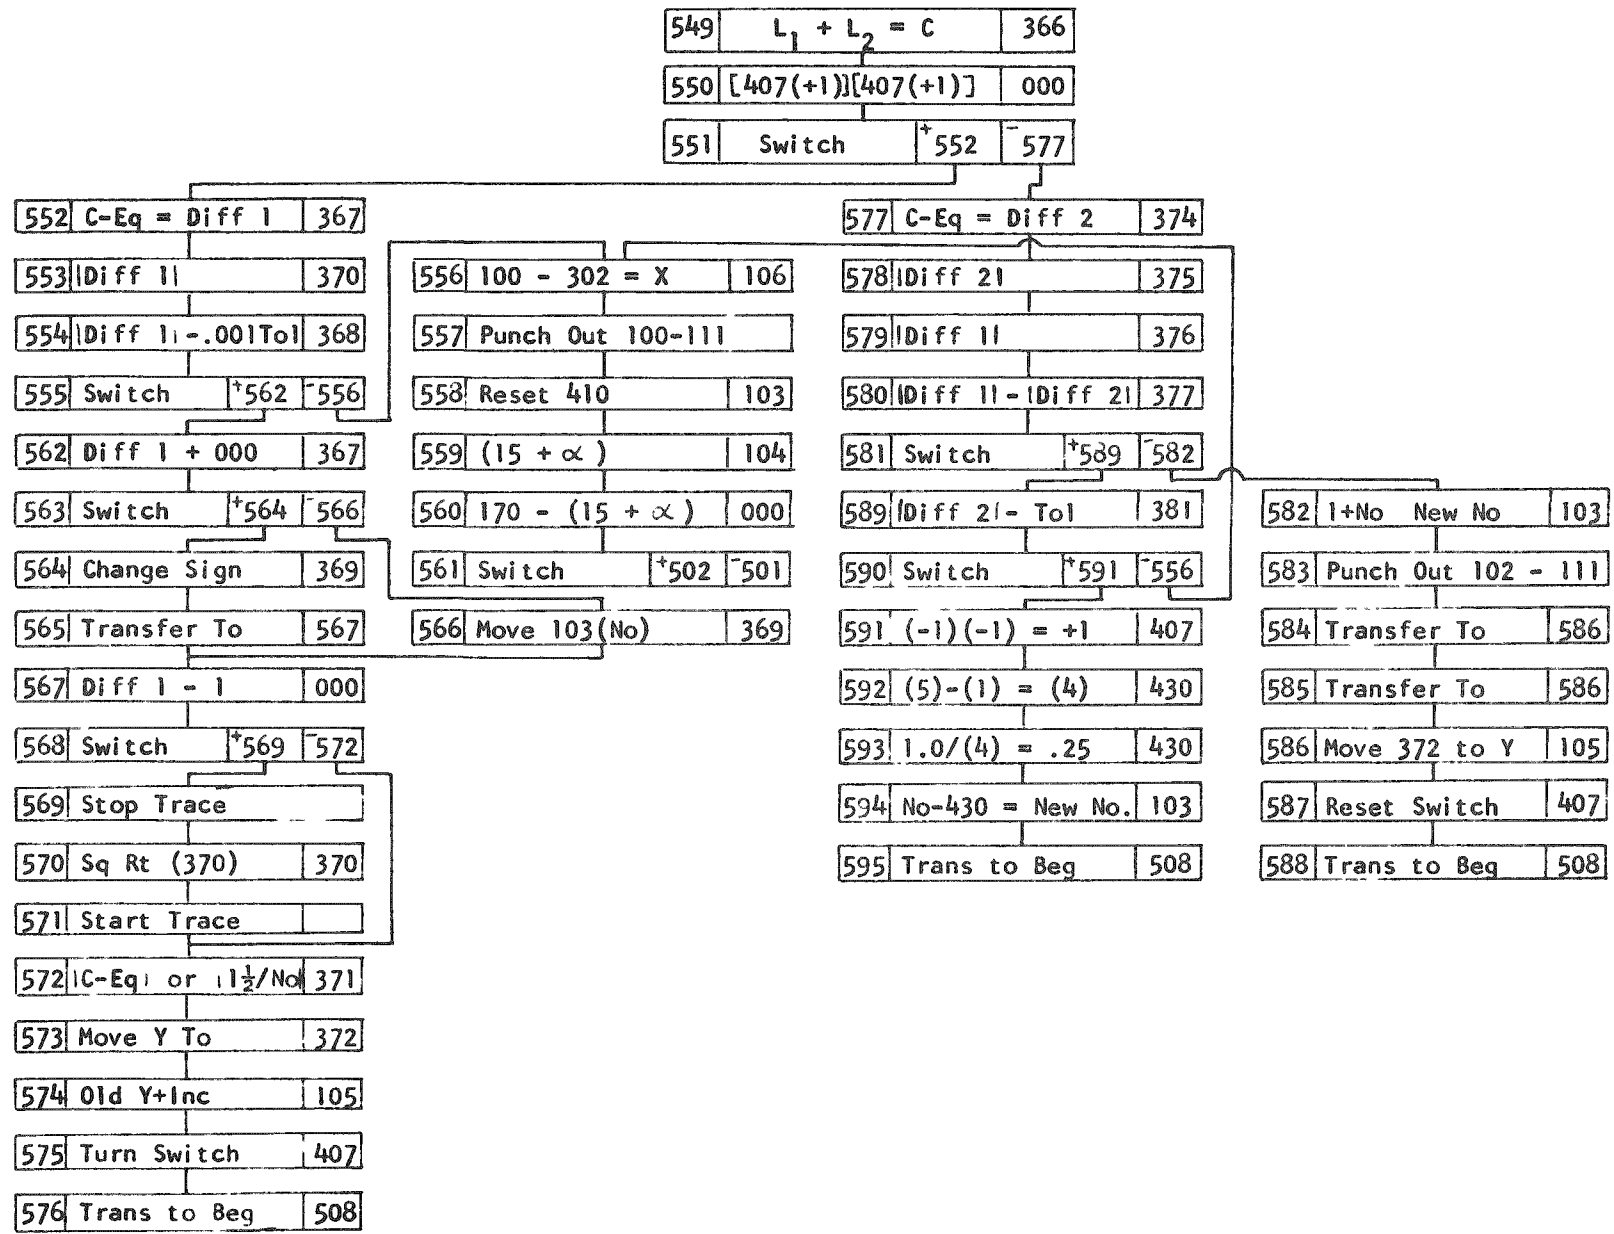 549 L1 + L2 = C 366
550 [407(+1)][407(+1)] 000
551 Switch +552 -577
552 C-Eq = Diff 1 367
553 |Diff 1| 370
554 |Diff 1|-.001Tol 368
555 Switch +562 -556
562 Diff 1 + 000 367
563 Switch +564 -566
564 Change Sign 369
565 Transfer To 567
567 Diff 1 - 1 000
568 Switch +569 -572
569 Stop Trace
570 Sq Rt (370) 370
571 Start Trace
572 |C-Eq| or |1½/No| 371
573 Move Y To 372
574 Old Y+Inc 105
575 Turn Switch 407
576 Trans to Beg 508
556 100 - 302 = X 106
557 Punch Out 100-111
558 Reset 410 103
559 (15 + ∝ ) 104
560 170 - (15 + ∝ ) 000
561 Switch +502 -501
566 Move 103(No) 369
577 C-Eq = Diff 2 374
578 |Diff 2| 375
579 |Diff 1| 376
580 |Diff 1| - |Diff 2| 377
581 Switch +589 -582
589 |Diff 2|- Tol 381
590 Switch +591 -556
591 (-1)(-1) = +1 407
592 (5)-(1) = (4) 430
593 1.0/(4) = .25 430
594 No-430 = New No. 103
595 Trans to Beg 508
582 1+No New No 103
583 Punch Out 102 - 111
584 Transfer To 586
585 Transfer To 586
586 Move 372 to Y 105
587 Reset Switch 407
588 Trans to Beg 508